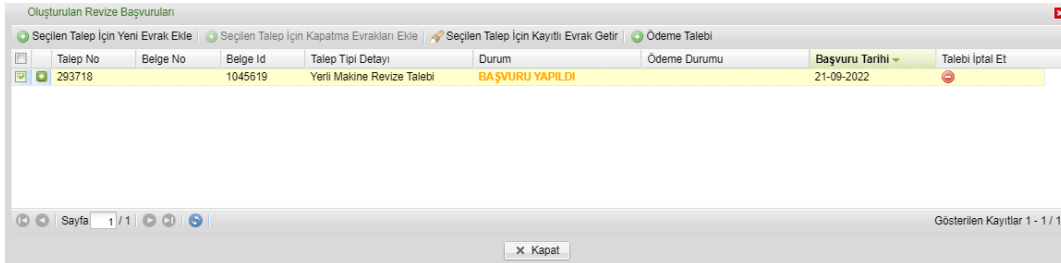 Oluşturulan Revize Başvuruları
Seçilen Talep İçin Yeni Evrak Ekle Seçilen Talep İçin Kapatma Evrakları Ekle Seçilen Talep İçin Kayıtlı Evrak Getir Ödeme Talebi
Talep No Belge No Belge Id Talep Tipi Detayı Durum Ödeme Durumu Başvuru Tarihi Talebi İptal Et
293718 1045619 Yerli Makine Revize Talebi BAŞVURU YAPILDI 21-09-2022
Sayfa 1 / 1 Gösterilen Kayıtlar 1 - 1 / 1
Kapat